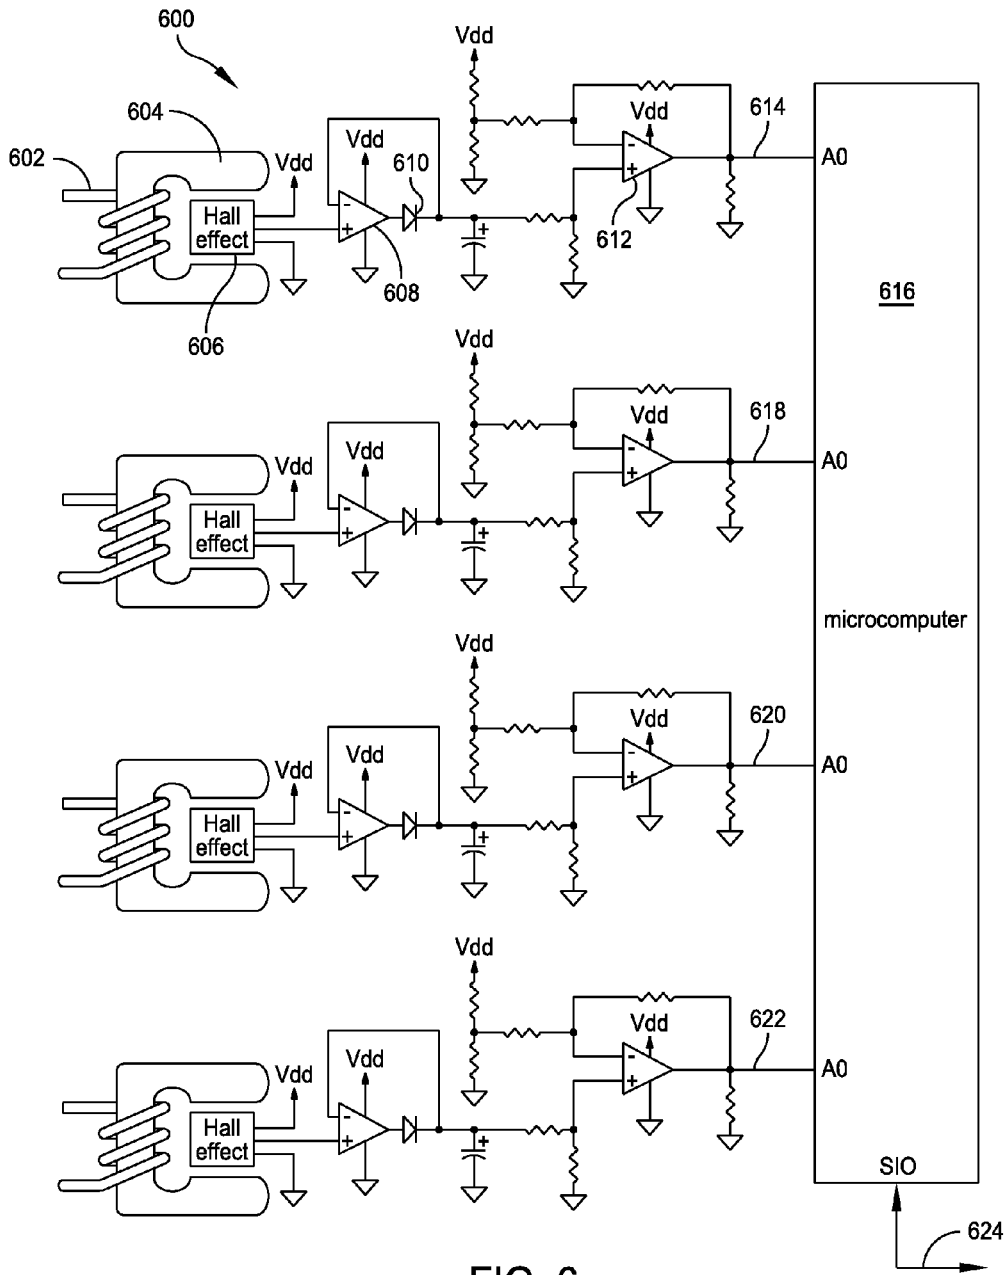 600
Vdd
604
Vdd
614
602
Vdd
Vdd
610
A0
Hall
effect
-
+
-
+
+
612
608
616
606
Vdd
Vdd
618
Vdd
Vdd
-
+
A0
Hall
effect
-
+
+
microcomputer
Vdd
Vdd
620
Vdd
Vdd
-
+
A0
Hall
effect
-
+
+
Vdd
Vdd
622
Vdd
Vdd
-
+
A0
Hall
effect
-
+
+
SIO
624